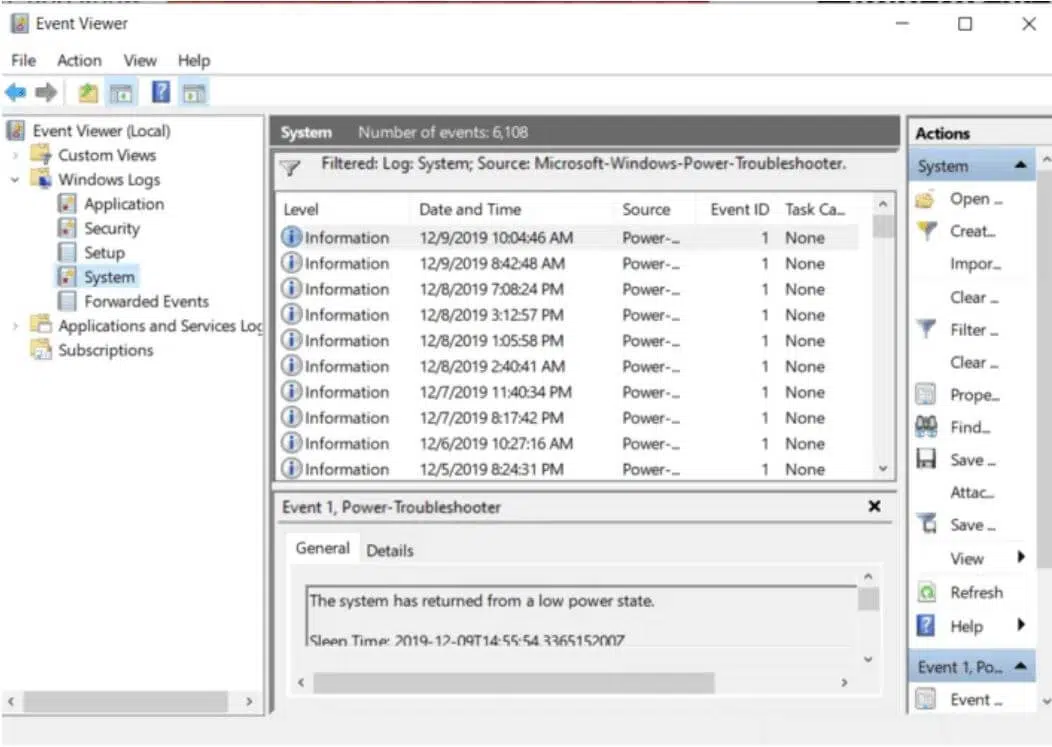 Event Viewer
File Action View Help
Event Viewer (Local)
Custom Views
Windows Logs
Application
Security
Setup
System
Forwarded Events
Applications and Services Log
Subscriptions
System Number of events: 6,108
Filtered: Log: System; Source: Microsoft-Windows-Power-Troubleshooter.
Level Date and Time Source Event ID Task Ca...
Information 12/9/2019 10:04:46 AM Power-... 1 None
Information 12/9/2019 8:42:48 AM Power-... 1 None
Information 12/8/2019 7:08:24 PM Power-... 1 None
Information 12/8/2019 3:12:57 PM Power-... 1 None
Information 12/8/2019 1:05:58 PM Power-... 1 None
Information 12/8/2019 2:40:41 AM Power-... 1 None
Information 12/7/2019 11:40:34 PM Power-... 1 None
Information 12/7/2019 8:17:42 PM Power-... 1 None
Information 12/6/2019 10:27:16 AM Power-... 1 None
Information 12/5/2019 8:24:31 PM Power-... 1 None
Event 1, Power-Troubleshooter
General Details
The system has returned from a low power state.
Sleep Time: 2019-12-09T14:55:54.336515200Z
Actions
System
Open ...
Creat...
Impor...
Clear ...
Filter ...
Clear ...
Prope...
Find...
Save ...
Attac...
Save ...
View
Refresh
Help
Event 1, Po...
Event ...